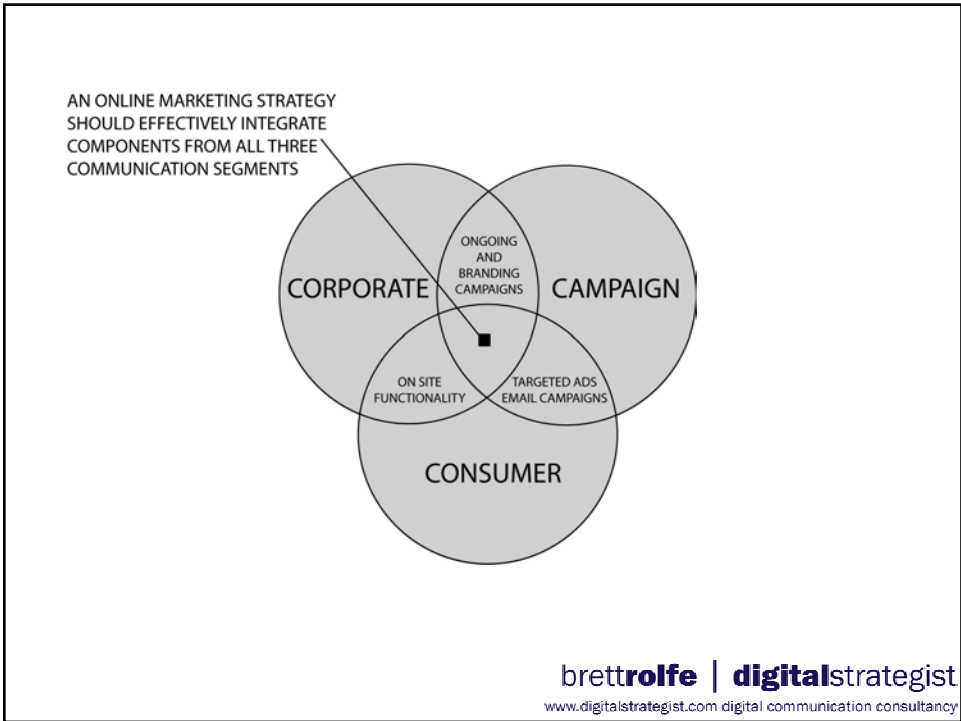 AN ONLINE MARKETING STRATEGY
SHOULD EFFECTIVELY INTEGRATE
COMPONENTS FROM ALL THREE
COMMUNICATION SEGMENTS
ONGOING
AND
BRANDING
CAMPAIGNS
CORPORATE
CAMPAIGN
ON SITE
FUNCTIONALITY
TARGETED ADS
EMAIL CAMPAIGNS
CONSUMER
brettrolfe | digitalstrategist
www.digitalstrategist.com digital communication consultancy